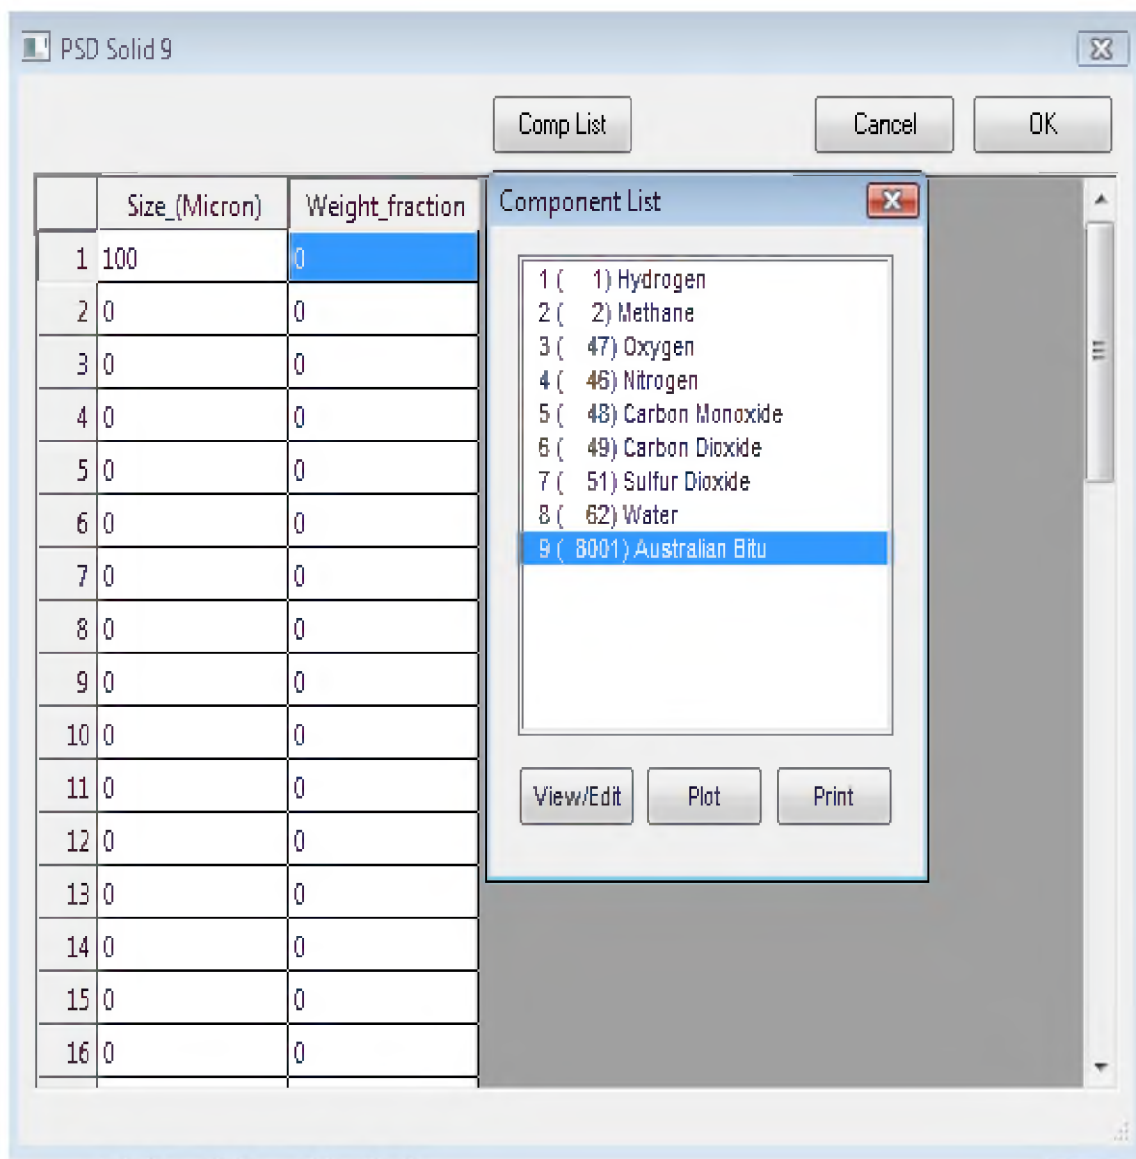 PSD Solid 9
Comp List Cancel OK
Size_(Micron) Weight_fraction
1 100 0
2 0 0
3 0 0
4 0 0
5 0 0
6 0 0
7 0 0
8 0 0
9 0 0
10 0 0
11 0 0
12 0 0
13 0 0
14 0 0
15 0 0
16 0 0
Component List
1 ( 1) Hydrogen
2 ( 2) Methane
3 ( 47) Oxygen
4 ( 46) Nitrogen
5 ( 48) Carbon Monoxide
6 ( 49) Carbon Dioxide
7 ( 51) Sulfur Dioxide
8 ( 62) Water
9 ( 8001) Australian Bitu
View/Edit Plot Print